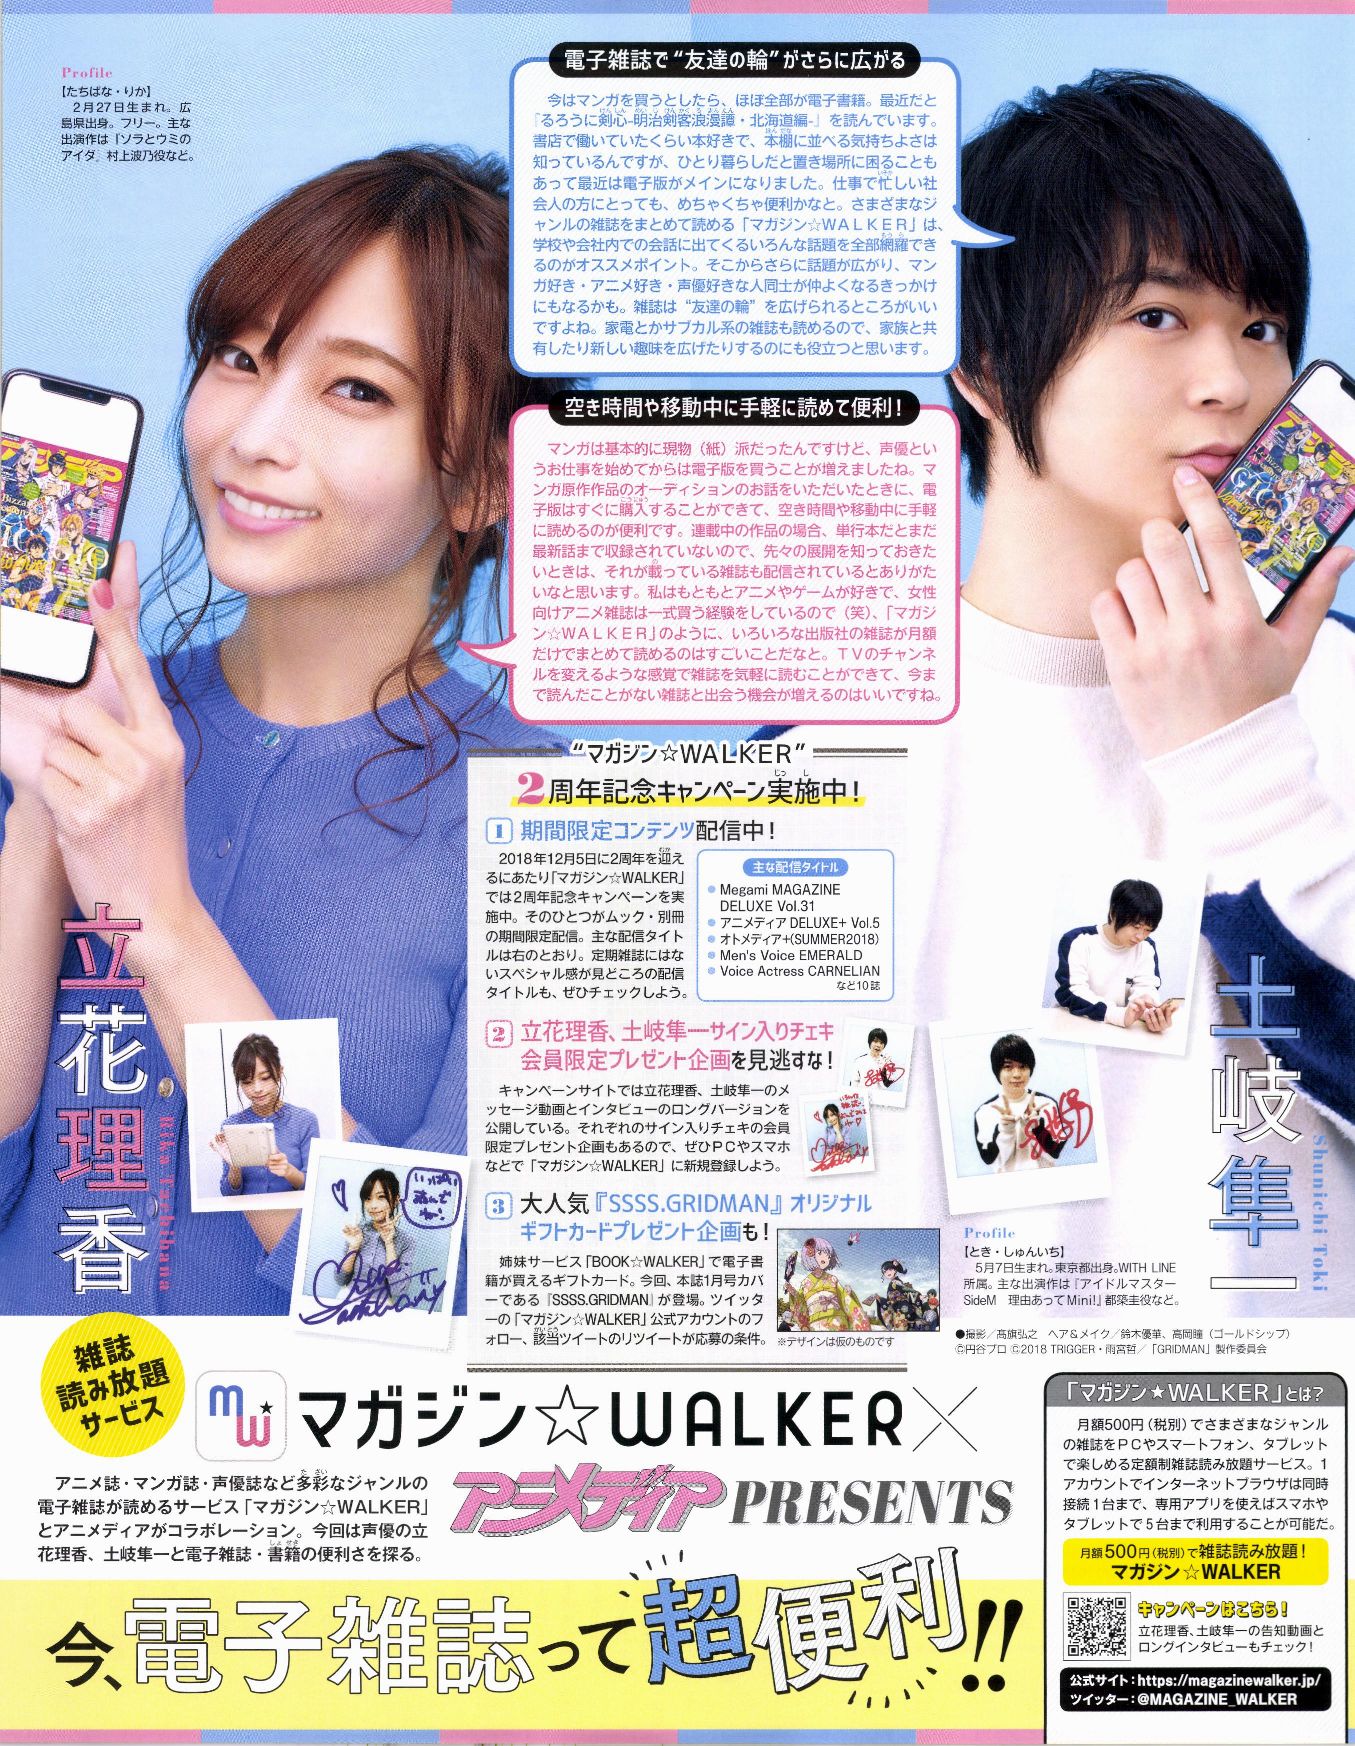 Profile
【たちばな・りか】
2月27日生まれ。広
島県出身。フリー。主な
出演作は『ソラとウミの
アイダ』村上波乃役など。
電子雑誌で“友達の輪”がさらに広がる
今はマンガを買うとしたら、ほぼ全部が電子書籍。最近だと
『るろうに剣心-明治剣客浪漫譚・北海道編-』を読んでいます。
書店で働いていたくらい本好きで、本棚に並べる気持ちよさは
知っているんですが、ひとり暮らしだと置き場所に困ることも
あって最近は電子版がメインになりました。仕事で忙しい社
会人の方にとっても、めちゃくちゃ便利かなと。さまざまなジ
ャンルの雑誌をまとめて読める「マガジン☆WALKER」は、
学校や会社内での会話に出てくるいろんな話題を全部網羅でき
るのがオススメポイント。そこからさらに話題が広がり、マン
ガ好き・アニメ好き・声優好きな人同士が仲よくなるきっかけ
にもなるかも。雑誌は“友達の輪”を広げられるところがいい
ですよね。家電とかサブカル系の雑誌も読めるので、家族と共
有したり新しい趣味を広げたりするのにも役立つと思います。
空き時間や移動中に手軽に読めて便利！
マンガは基本的に現物（紙）派だったんですけど、声優とい
うお仕事を始めてからは電子版を買うことが増えましたね。マ
ンガ原作作品のオーディションのお話をいただいたときに、電
子版はすぐに購入することができて、空き時間や移動中に手軽
に読めるのが便利です。連載中の作品の場合、単行本だとまだ
最新話まで収録されていないので、先々の展開を知っておきた
いときは、それが載っている雑誌も配信されているとありがた
いなと思います。私はもともとアニメやゲームが好きで、女性
向けアニメ雑誌は一式買う経験をしているので（笑）、「マガジ
ン☆WALKER」のように、いろいろな出版社の雑誌が月額
だけでまとめて読めるのはすごいことだなと。TVのチャンネ
ルを変えるような感覚で雑誌を気軽に読むことができて、今ま
で読んだことがない雑誌と出会う機会が増えるのはいいですね。
“マガジン☆WALKER”
2周年記念キャンペーン実施中！
1 期間限定コンテンツ配信中！
2018年12月5日に2周年を迎え
るにあたり「マガジン☆WALKER」
では2周年記念キャンペーンを実
施中。そのひとつがムック・別冊
の期間限定配信。主な配信タイト
ルは右のとおり。定期雑誌にはな
いスペシャル感が見どころの配信
タイトルも、ぜひチェックしよう。
主な配信タイトル
● Megami MAGAZINE
DELUXE Vol.31
● アニメディア DELUXE+ Vol.5
● オトメディア+(SUMMER2018)
● Men's Voice EMERALD
● Voice Actress CARNELIAN
など10誌
2 立花理香、土岐隼一サイン入りチェキ
会員限定プレゼント企画を見逃すな！
キャンペーンサイトでは立花理香、土岐隼一のメ
ッセージ動画とインタビューのロングバージョンを
公開している。それぞれのサイン入りチェキの会員
限定プレゼント企画もあるので、ぜひPCやスマホ
などで「マガジン☆WALKER」に新規登録しよう。
3 大人気『SSSS.GRIDMAN』オリジナル
ギフトカードプレゼント企画も！
姉妹サービス「BOOK☆WALKER」で電子書
籍が買えるギフトカード。今回、本誌1月号カバ
ーである『SSSS.GRIDMAN』が登場。ツイッタ
ーの「マガジン☆WALKER」公式アカウントのフ
ォロー、該当ツイートのリツイートが応募の条件。
※デザインは仮のものです
立花理香
Rika Tachibana
土岐隼一
Shunichi Toki
Profile
【とき・しゅんいち】
5月7日生まれ。東京都出身。WITH LINE
所属。主な出演作は『アイドルマスター
SideM 理由あってMini!』都築圭役など。
●撮影／髙旗弘之 ヘア＆メイク／鈴木優華、高岡瞳（ゴールドシップ）
©円谷プロ ©2018 TRIGGER・雨宮哲／「GRIDMAN」製作委員会
雑誌
読み放題
サービス
MW★
マガジン☆WALKER×
アニメディア PRESENTS
アニメ誌・マンガ誌・声優誌など多彩なジャンルの
電子雑誌が読めるサービス「マガジン☆WALKER」
とアニメディアがコラボレーション。今回は声優の立
花理香、土岐隼一と電子雑誌・書籍の便利さを探る。
今、電子雑誌って超便利!!
「マガジン★WALKER」とは？
月額500円（税別）でさまざまなジャンル
の雑誌をPCやスマートフォン、タブレット
で楽しめる定額制雑誌読み放題サービス。1
アカウントでインターネットブラウザは同時
接続1台まで、専用アプリを使えばスマホや
タブレットで5台まで利用することが可能だ。
月額500円（税別）で雑誌読み放題！
マガジン☆WALKER
キャンペーンはこちら！
立花理香、土岐隼一の告知動画と
ロングインタビューもチェック！
公式サイト：https://magazinewalker.jp/
ツイッター：@MAGAZINE_WALKER